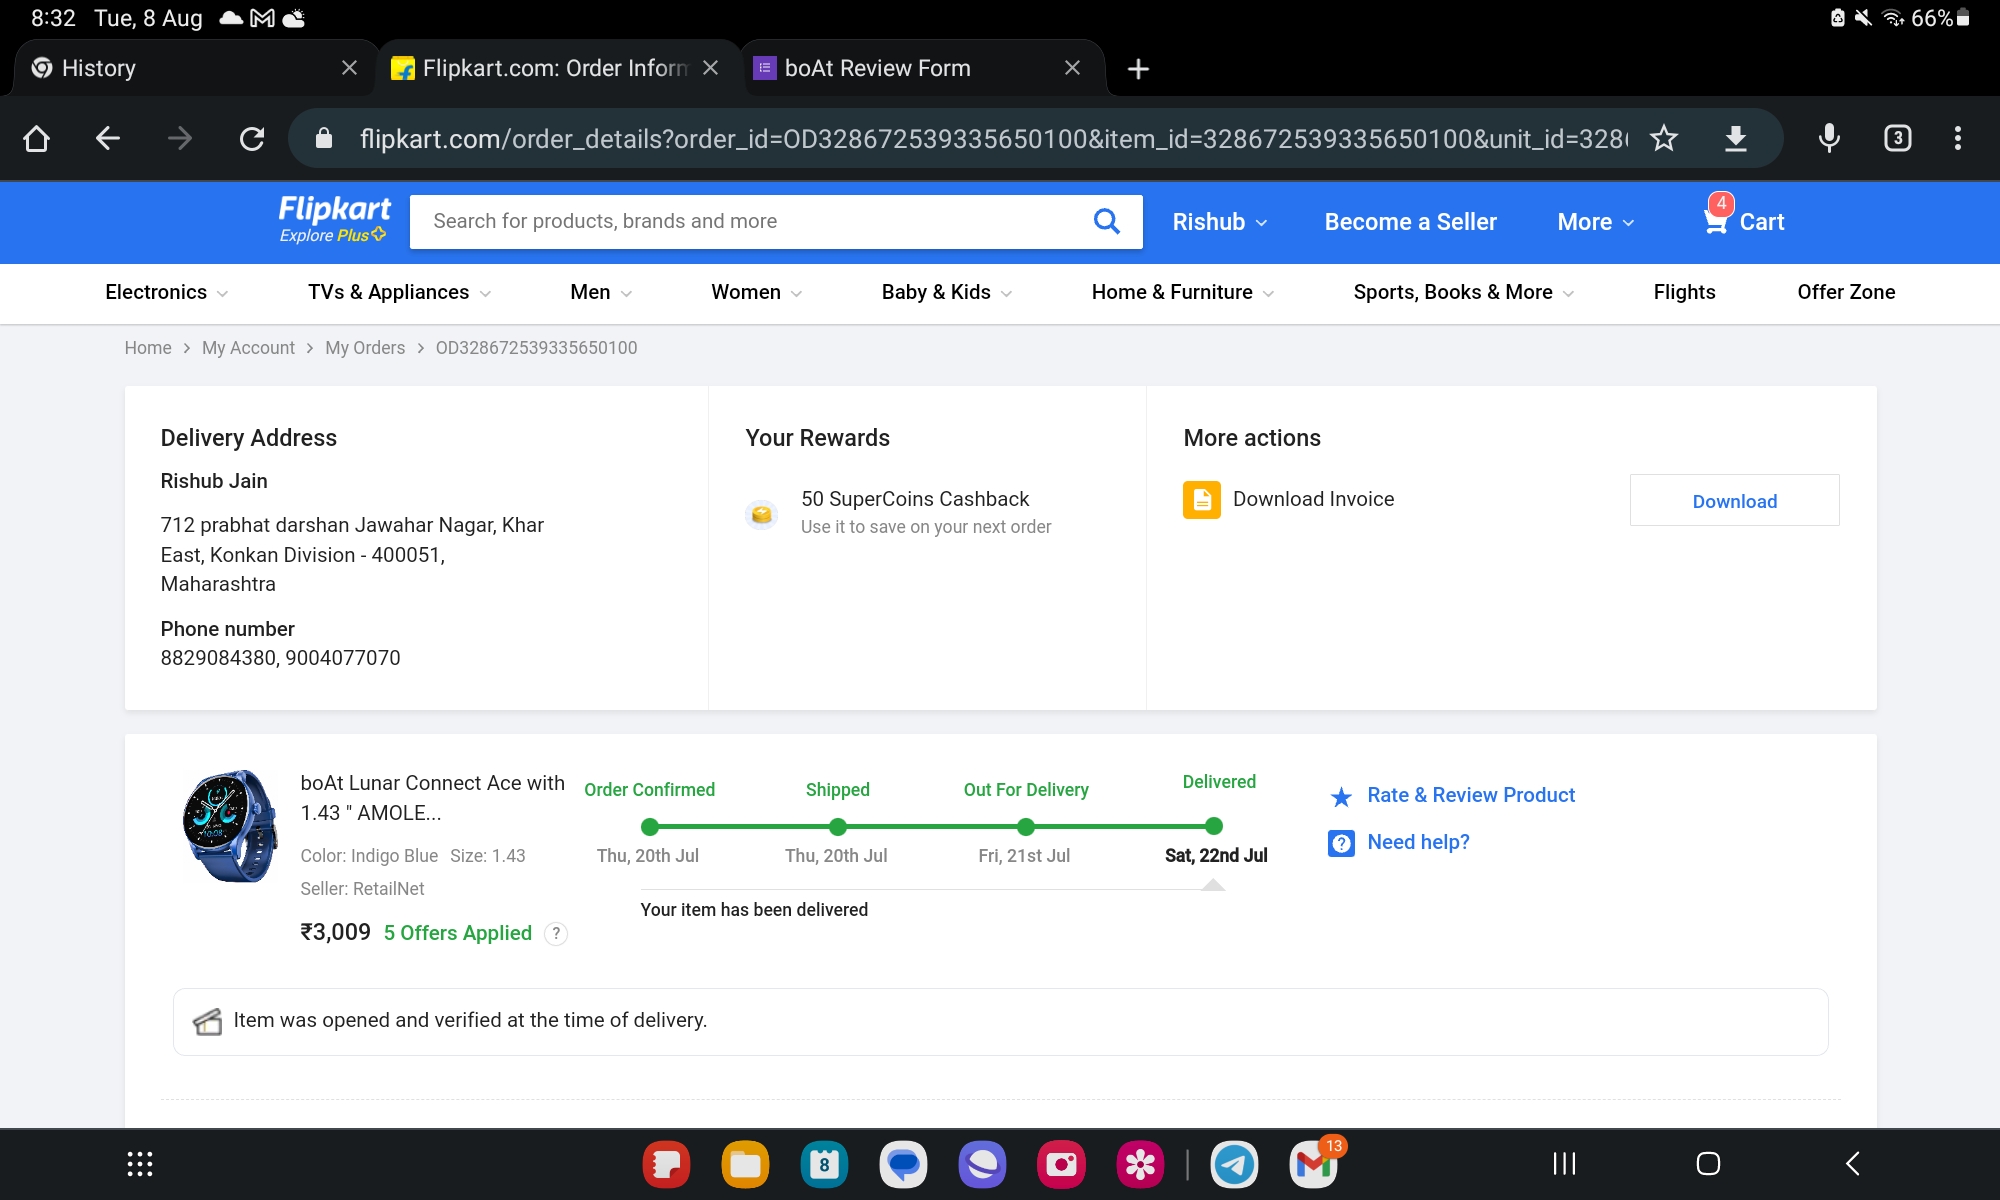 8:32 Tue, 8 Aug
66%
History
Flipkart.com: Order Inform
boAt Review Form
flipkart.com/order_details?order_id=OD328672539335650100&item_id=328672539335650100&unit_id=328
3
Flipkart
Explore Plus
Search for products, brands and more
Rishub
Become a Seller
More
4
Cart
Electronics
TVs & Appliances
Men
Women
Baby & Kids
Home & Furniture
Sports, Books & More
Flights
Offer Zone
Home > My Account > My Orders > OD328672539335650100
Delivery Address
Rishub Jain
712 prabhat darshan Jawahar Nagar, Khar
East, Konkan Division - 400051,
Maharashtra
Phone number
8829084380, 9004077070
Your Rewards
50 SuperCoins Cashback
Use it to save on your next order
More actions
Download Invoice
Download
boAt Lunar Connect Ace with
1.43 " AMOLE...
Color: Indigo Blue Size: 1.43
Seller: RetailNet
₹3,009 5 Offers Applied ?
Order Confirmed
Shipped
Out For Delivery
Delivered
Thu, 20th Jul
Thu, 20th Jul
Fri, 21st Jul
Sat, 22nd Jul
Your item has been delivered
Rate & Review Product
Need help?
Item was opened and verified at the time of delivery.
8
13